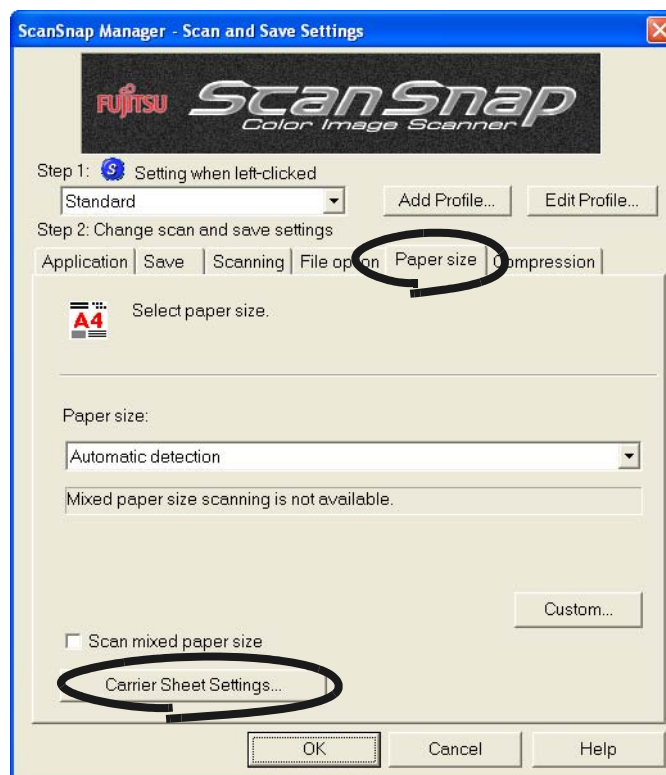 ScanSnap Manager - Scan and Save Settings
FUJITSU ScanSnap
Color Image Scanner
Step 1: S Setting when left-clicked
Standard Add Profile... Edit Profile...
Step 2: Change scan and save settings
Application Save Scanning File option Paper size Compression
A4 Select paper size.
Paper size:
Automatic detection
Mixed paper size scanning is not available.
Custom...
Scan mixed paper size
Carrier Sheet Settings...
OK Cancel Help